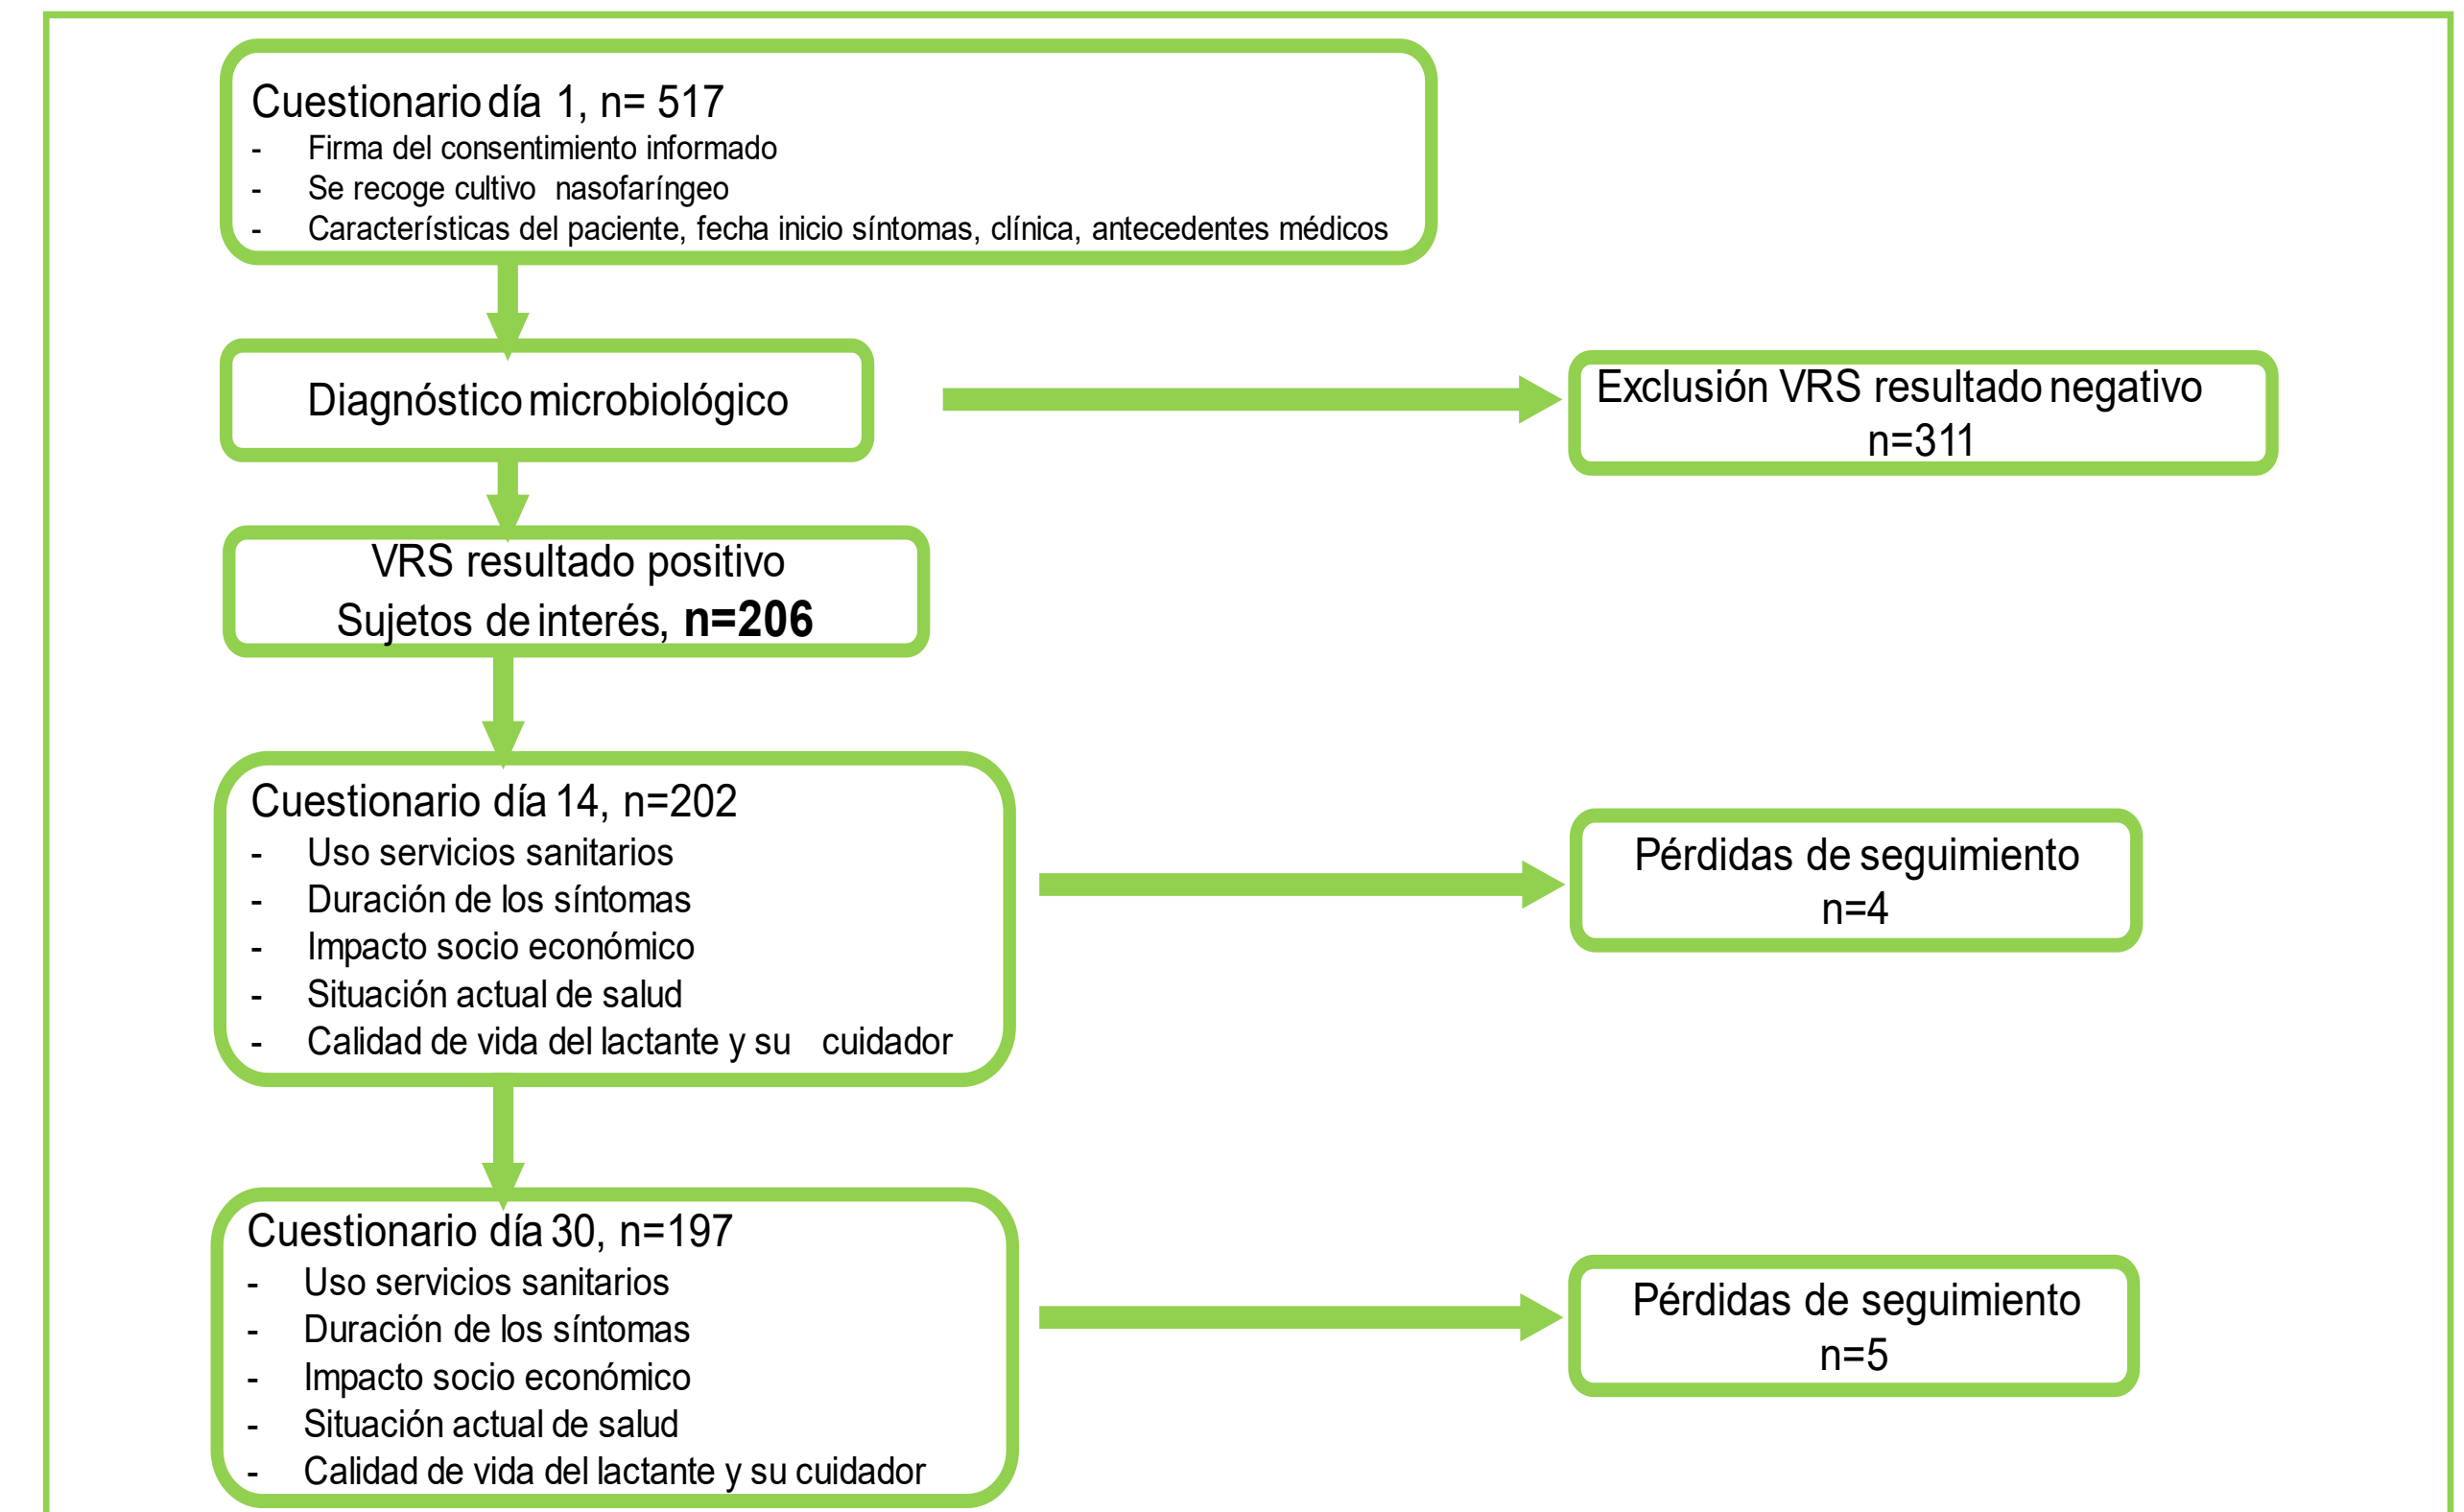 Cuestionario día 1, n= 517
- Firma del consentimiento informado
- Se recoge cultivo nasofaríngeo
- Características del paciente, fecha inicio síntomas, clínica, antecedentes médicos
Diagnóstico microbiológico
Exclusión VRS resultado negativo
n=311
VRS resultado positivo
Sujetos de interés, n=206
Cuestionario día 14, n=202
- Uso servicios sanitarios
- Duración de los síntomas
- Impacto socio económico
- Situación actual de salud
- Calidad de vida del lactante y su cuidador
Pérdidas de seguimiento
n=4
Cuestionario día 30, n=197
- Uso servicios sanitarios
- Duración de los síntomas
- Impacto socio económico
- Situación actual de salud
- Calidad de vida del lactante y su cuidador
Pérdidas de seguimiento
n=5